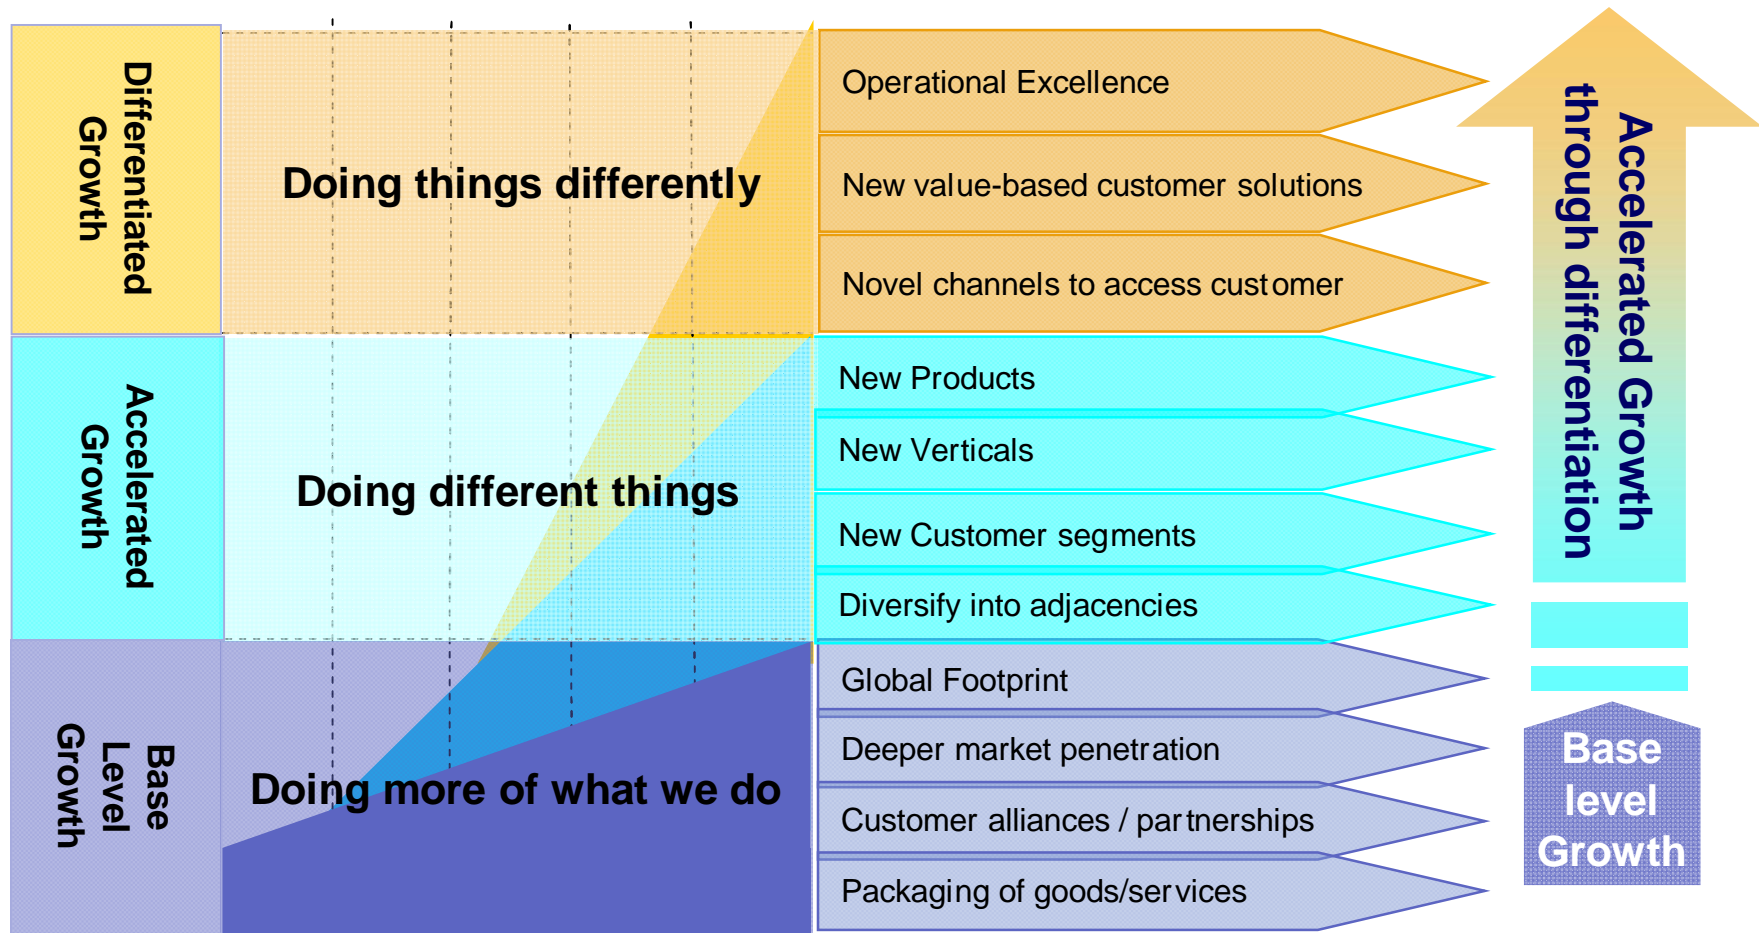 Differentiated
Growth
Doing things differently
Operational Excellence
New value-based customer solutions
Novel channels to access customer
Accelerated
Growth
Doing different things
New Products
New Verticals
New Customer segments
Diversify into adjacencies
Base
Level
Growth
Doing more of what we do
Global Footprint
Deeper market penetration
Customer alliances / partnerships
Packaging of goods/services
Accelerated Growth
through differentiation
Base
level
Growth